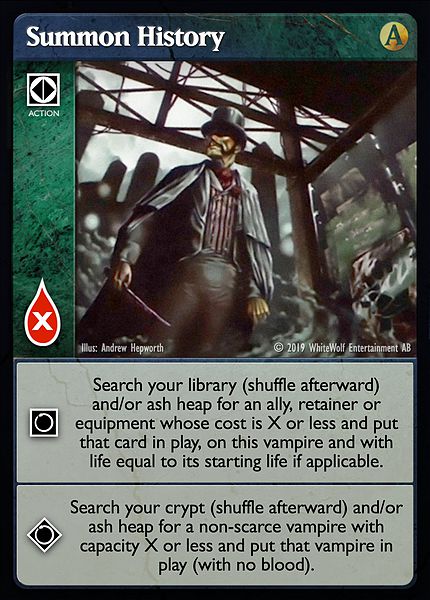 Summon History
A
ACTION
X
Illus: Andrew Hepworth
© 2019 WhiteWolf Entertainment AB
Search your library (shuffle afterward)
and/or ash heap for an ally, retainer or
equipment whose cost is X or less and put
that card in play, on this vampire and with
life equal to its starting life if applicable.
Search your crypt (shuffle afterward) and/or
ash heap for a non-scarce vampire with
capacity X or less and put that vampire in
play (with no blood).